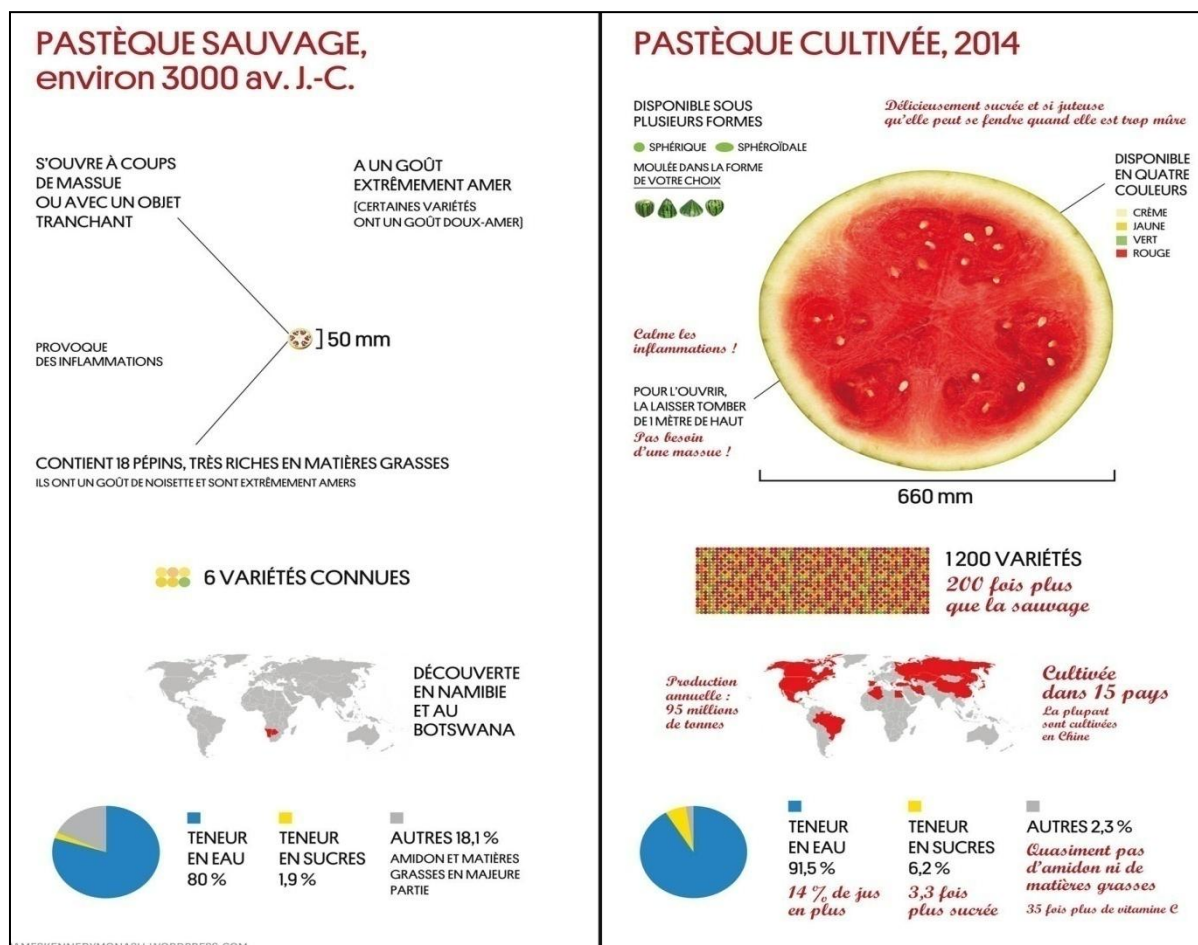 PASTÈQUE SAUVAGE,
environ 3000 av. J.-C.
S'OUVRE À COUPS
DE MASSUE
OU AVEC UN OBJET
TRANCHANT
A UN GOÛT
EXTRÊMEMENT AMER
[CERTAINES VARIÉTÉS
ONT UN GOÛT DOUX-AMER]
50 mm
PROVOQUE
DES INFLAMMATIONS
CONTIENT 18 PÉPINS, TRÈS RICHES EN MATIÈRES GRASSES
ILS ONT UN GOÛT DE NOISETTE ET SONT EXTRÊMEMENT AMERS
6 VARIÉTÉS CONNUES
DÉCOUVERTE
EN NAMIBIE
ET AU
BOTSWANA
TENEUR
EN EAU
80 %
TENEUR
EN SUCRES
1,9 %
AUTRES 18,1 %
AMIDON ET MATIÈRES
GRASSES EN MAJEURE
PARTIE
PASTÈQUE CULTIVÉE, 2014
DISPONIBLE SOUS
PLUSIEURS FORMES
SPHÉRIQUE SPHÉROÏDALE
MOULÉE DANS LA FORME
DE VOTRE CHOIX
Délicieusement sucrée et si juteuse
qu'elle peut se fendre quand elle est trop mûre
DISPONIBLE
EN QUATRE
COULEURS
CRÈME
JAUNE
VERT
ROUGE
Calme les
inflammations !
POUR L'OUVRIR,
LA LAISSER TOMBER
DE 1 MÈTRE DE HAUT
Pas besoin
d'une massue !
660 mm
1200 VARIÉTÉS
200 fois plus
que la sauvage
Production
annuelle :
95 millions
de tonnes
Cultivée
dans 15 pays
La plupart
sont cultivées
en Chine
TENEUR
EN EAU
91,5 %
14 % de jus
en plus
TENEUR
EN SUCRES
6,2 %
3,3 fois
plus sucrée
AUTRES 2,3 %
Quasiment pas
d'amidon ni de
matières grasses
35 fois plus de vitamine C